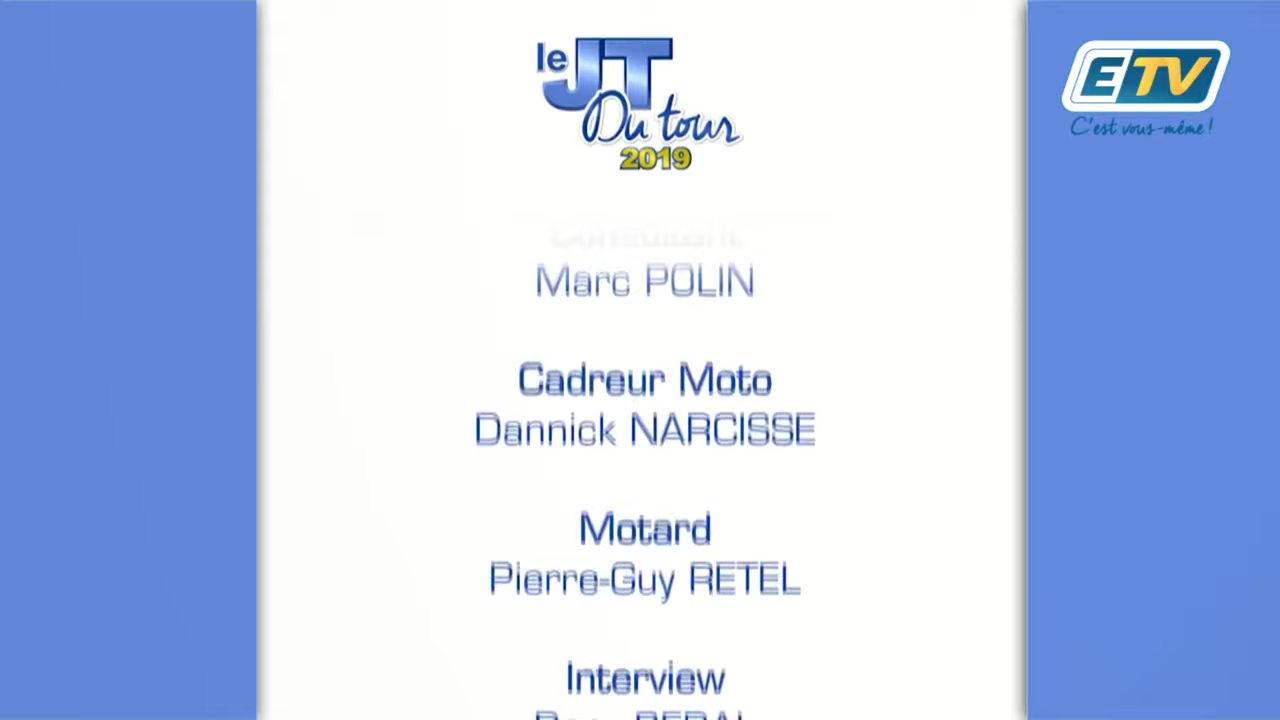 le JT
Du tour
2019
ETV
C'est vous-même !
Marc POLIN
Cadreur Moto
Dannick NARCISSE
Motard
Pierre-Guy RETEL
Interview